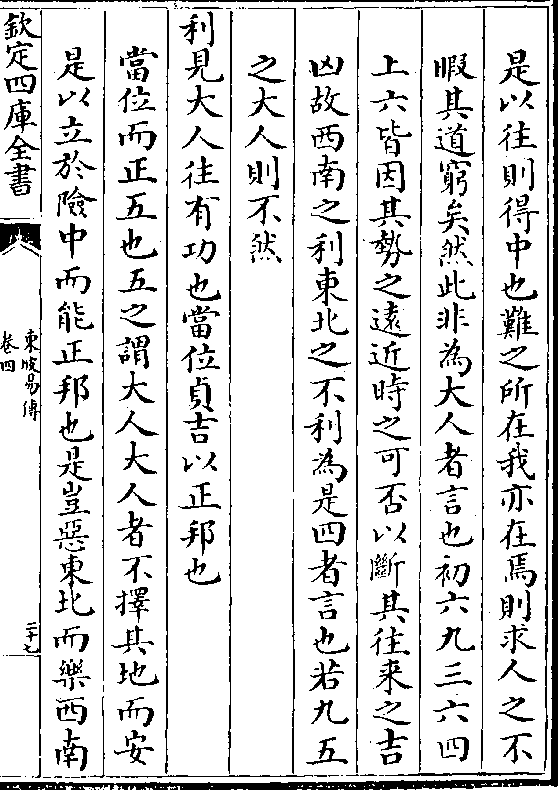 是以往則得中也難之所在我亦在焉則求人之不
暇其道窮矣然此非為大人者言也初六九三六四
上六皆因其勢之遠近時之可否以斷其往来之吉
凶故西南之利東北之不利為是四者言也若九五
之大人則不然
利見大人往有功也當位貞吉以正邦也
當位而正五也五之謂大人大人者不擇其地而安
是以立於險中而能正邦也是豈惡東北而樂西南
欽定四庫全書
東坡易傳
卷四
二十七